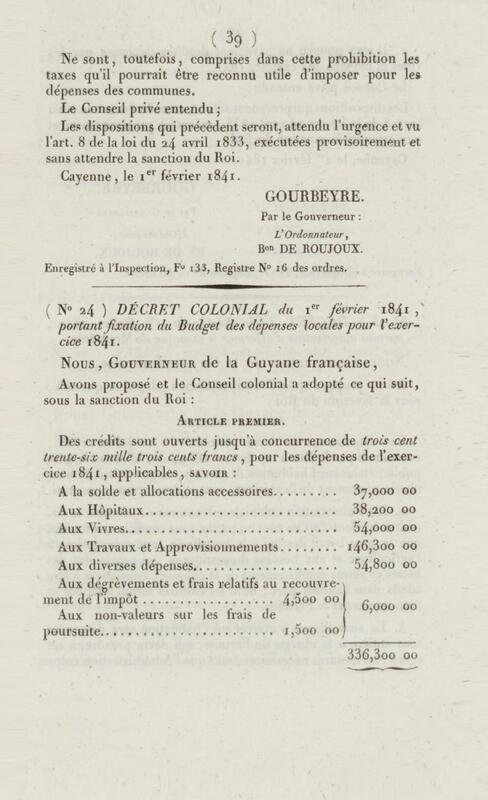 ( 39 )
Ne sont, toutefois, comprises dans cette prohibition les
taxes qu'il pourrait être reconnu utile d'imposer pour les
dépenses des communes.
Le Conseil privé entendu ;
Les dispositions qui précèdent seront, attendu l'urgence et vu
l'art. 8 de la loi du 24 avril 1833, exécutées provisoirement et
sans attendre la sanction du Roi.
Cayenne, le 1er février 1841.
GOURBEYRE.
Par le Gouverneur :
L'Ordonnateur,
Bon DE ROUJOUX.
Enregistré à l'Inspection, Fo 133, Registre No 16 des ordres.
( No 24 ) DÉCRET COLONIAL du 1er février 1841,
portant fixation du Budget des dépenses locales pour l'exer-
cice 1841.
Nous, Gouverneur de la Guyane française,
Avons proposé et le Conseil colonial a adopté ce qui suit,
sous la sanction du Roi :
Article premier.
Des crédits sont ouverts jusqu'à concurrence de trois cent
trente-six mille trois cents francs, pour les dépenses de l'exer-
cice 1841, applicables, savoir :
A la solde et allocations accessoires......... 37,000 00
Aux Hôpitaux............................. 38,200 00
Aux Vivres............................... 54,000 00
Aux Travaux et Approvisionnements........ 146,300 00
Aux diverses dépenses..................... 54,800 00
Aux dégrèvements et frais relatifs au recouvre-
ment de l'impôt .................. 4,500 00
6,000 00
Aux non-valeurs sur les frais de
poursuite........................ 1,500 00
336,300 00